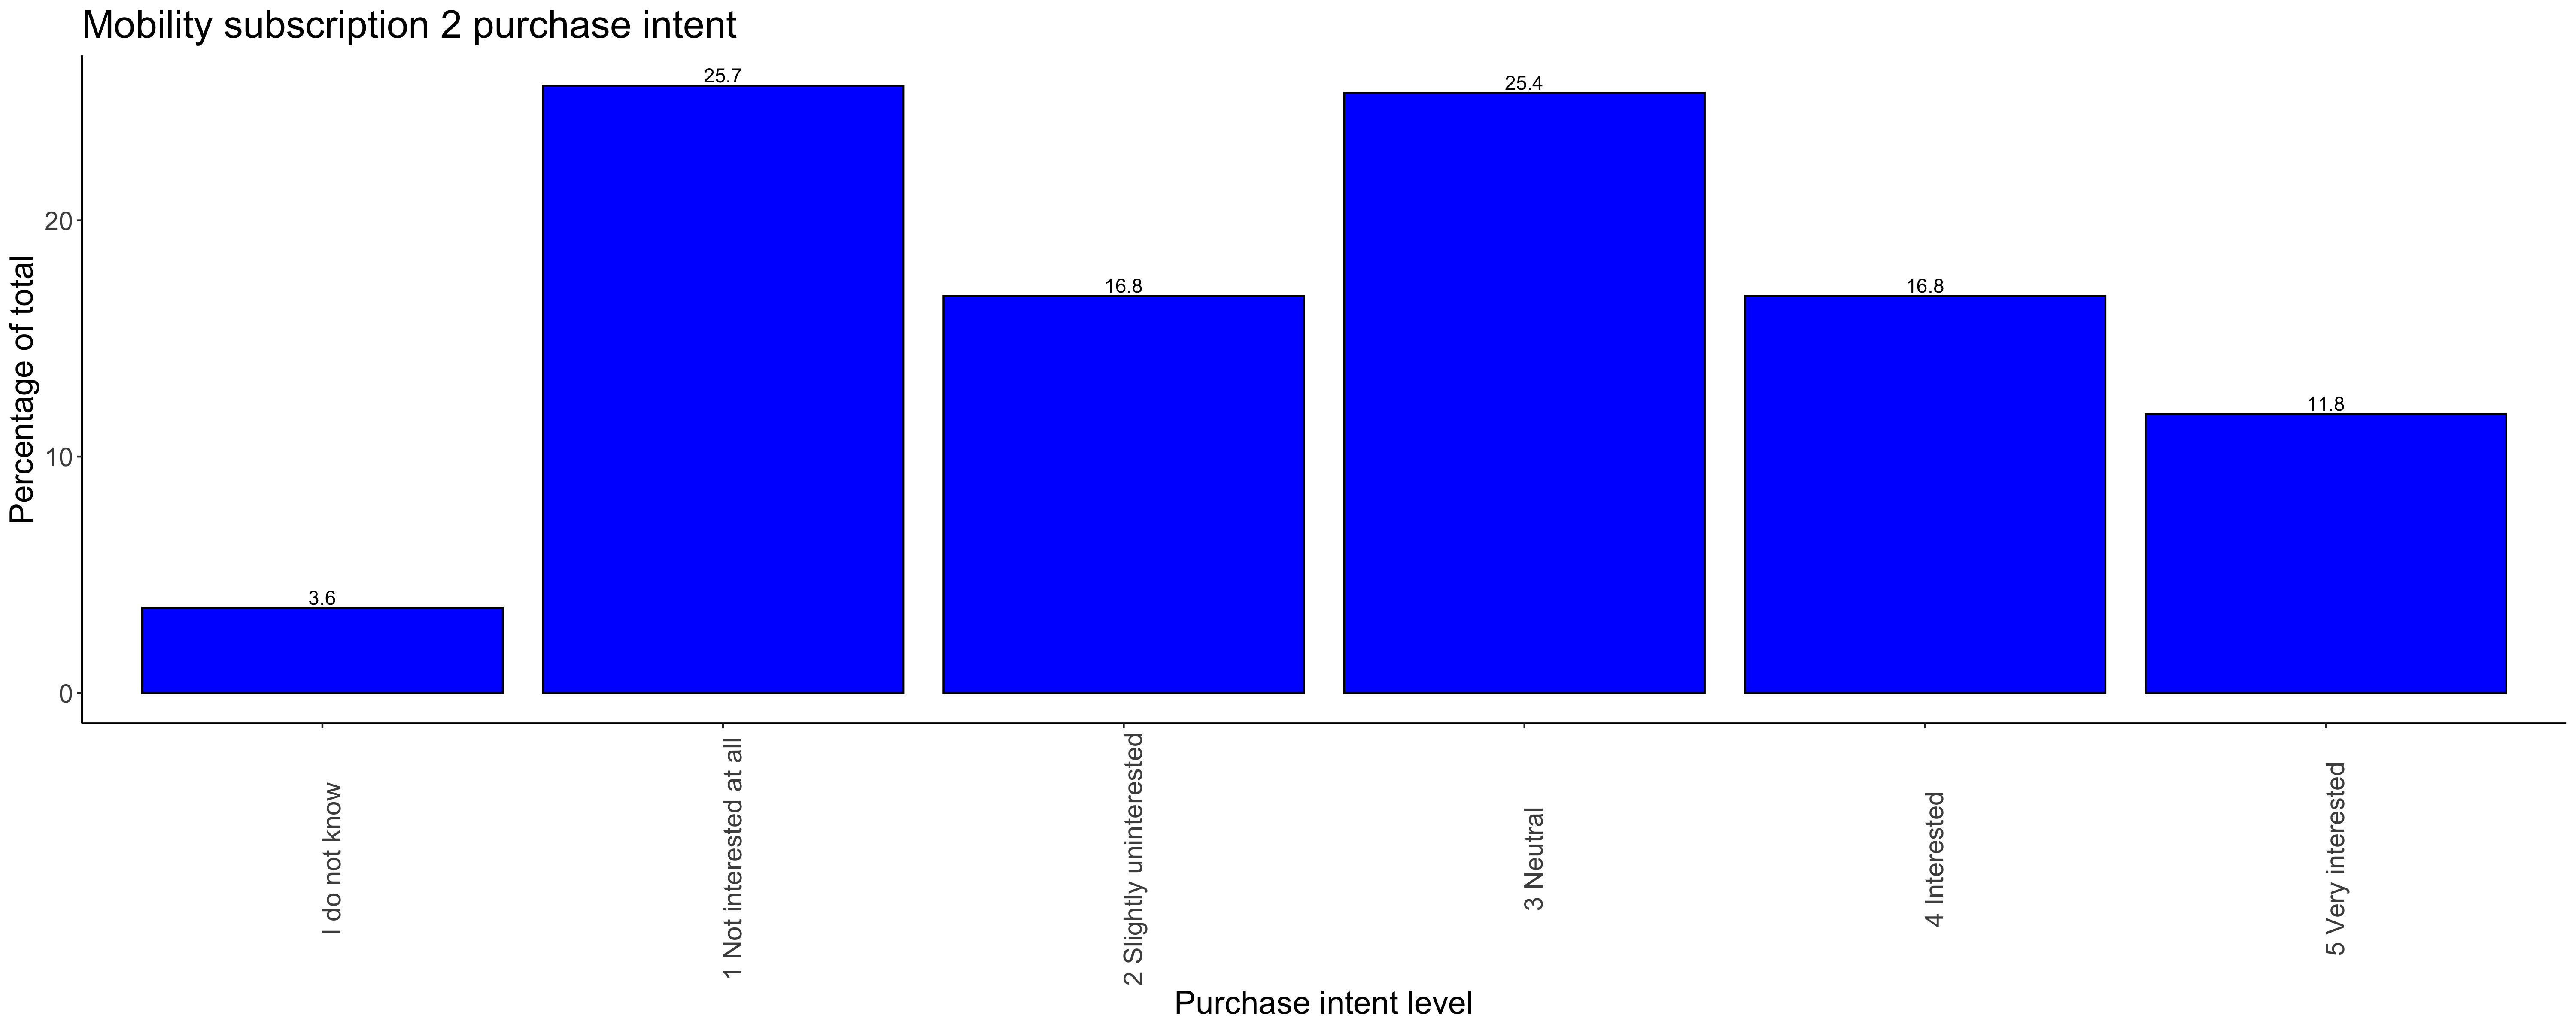 Mobility subscription 2 purchase intent
Percentage of total
20
10
0
3.6
25.7
16.8
25.4
16.8
11.8
I do not know
1 Not interested at all
2 Slightly uninterested
3 Neutral
4 Interested
5 Very interested
Purchase intent level